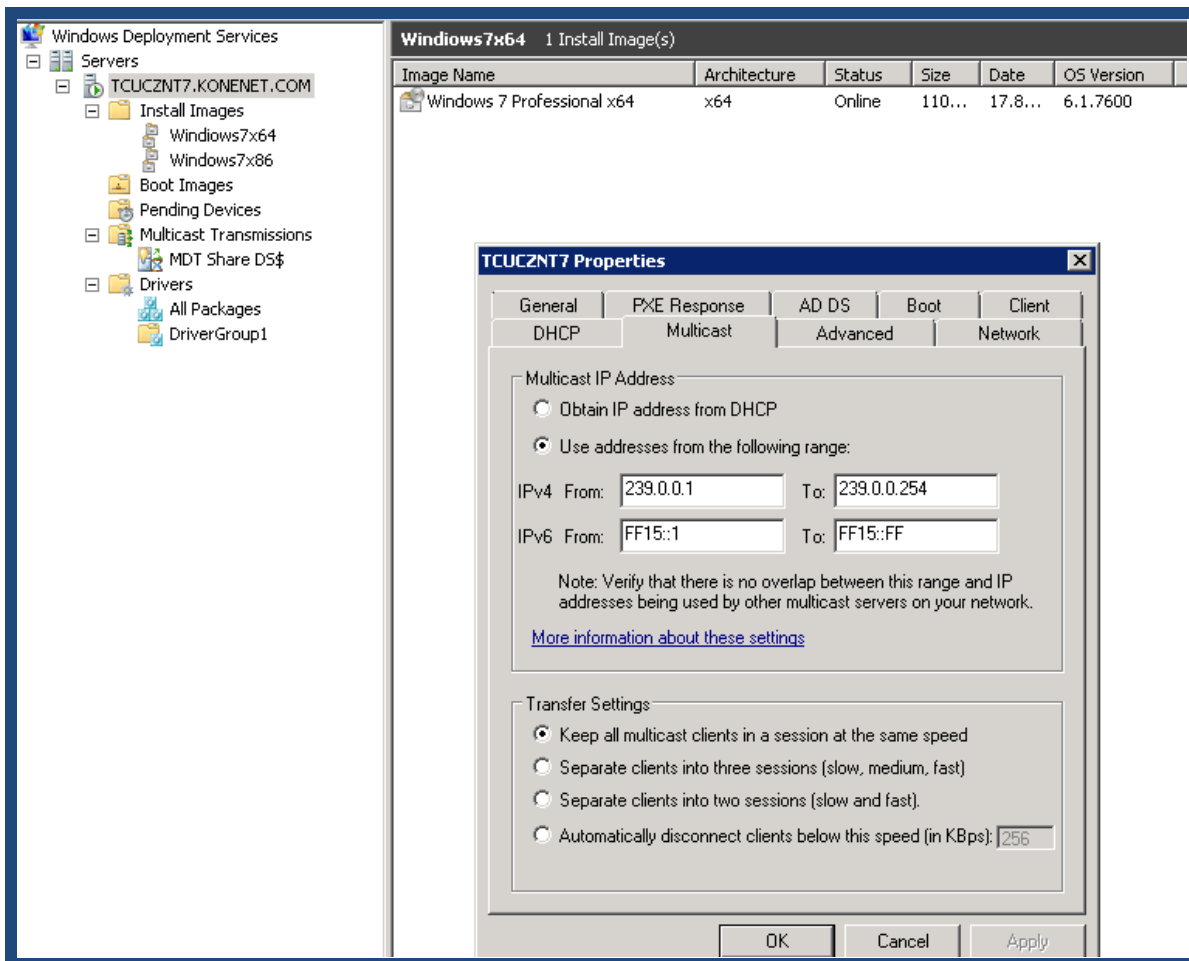 Windows Deployment Services
Servers
TCUCZNT7.KONENET.COM
Install Images
Windiows7x64
Windows7x86
Boot Images
Pending Devices
Multicast Transmissions
MDT Share DS$
Drivers
All Packages
DriverGroup1
Windiows7x64 1 Install Image(s)
Image Name Architecture Status Size Date OS Version
Windows 7 Professional x64 x64 Online 110... 17.8... 6.1.7600
TCUCZNT7 Properties
General PXE Response AD DS Boot Client
DHCP Multicast Advanced Network
Multicast IP Address
Obtain IP address from DHCP
Use addresses from the following range:
IPv4 From: 239.0.0.1 To: 239.0.0.254
IPv6 From: FF15::1 To: FF15::FF
Note: Verify that there is no overlap between this range and IP
addresses being used by other multicast servers on your network.
More information about these settings
Transfer Settings
Keep all multicast clients in a session at the same speed
Separate clients into three sessions (slow, medium, fast)
Separate clients into two sessions (slow and fast).
Automatically disconnect clients below this speed (in KBps): 256
OK Cancel Apply